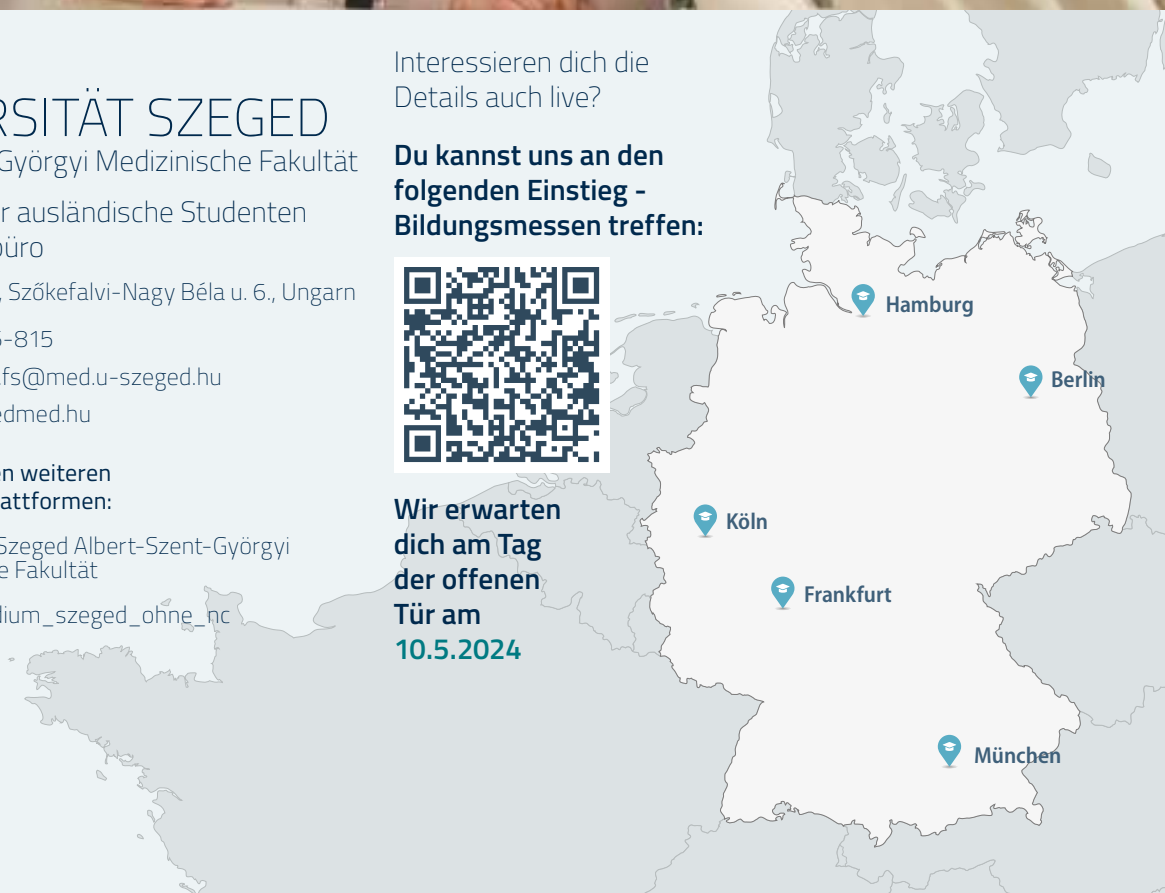 RSITÄT SZEGED
Györgyi Medizinische Fakultät
r ausländische Studenten
büro
, Szőkefalvi-Nagy Béla u. 6., Ungarn
-815
fs@med.u-szeged.hu
edmed.hu
en weiteren
attformen:
Szeged Albert-Szent-Györgyi
e Fakultät
dium_szeged_ohne_nc
Interessieren dich die
Details auch live?
Du kannst uns an den
folgenden Einstieg -
Bildungsmessen treffen:
Wir erwarten
dich am Tag
der offenen
Tür am
10.5.2024
Hamburg
Berlin
Köln
Frankfurt
München